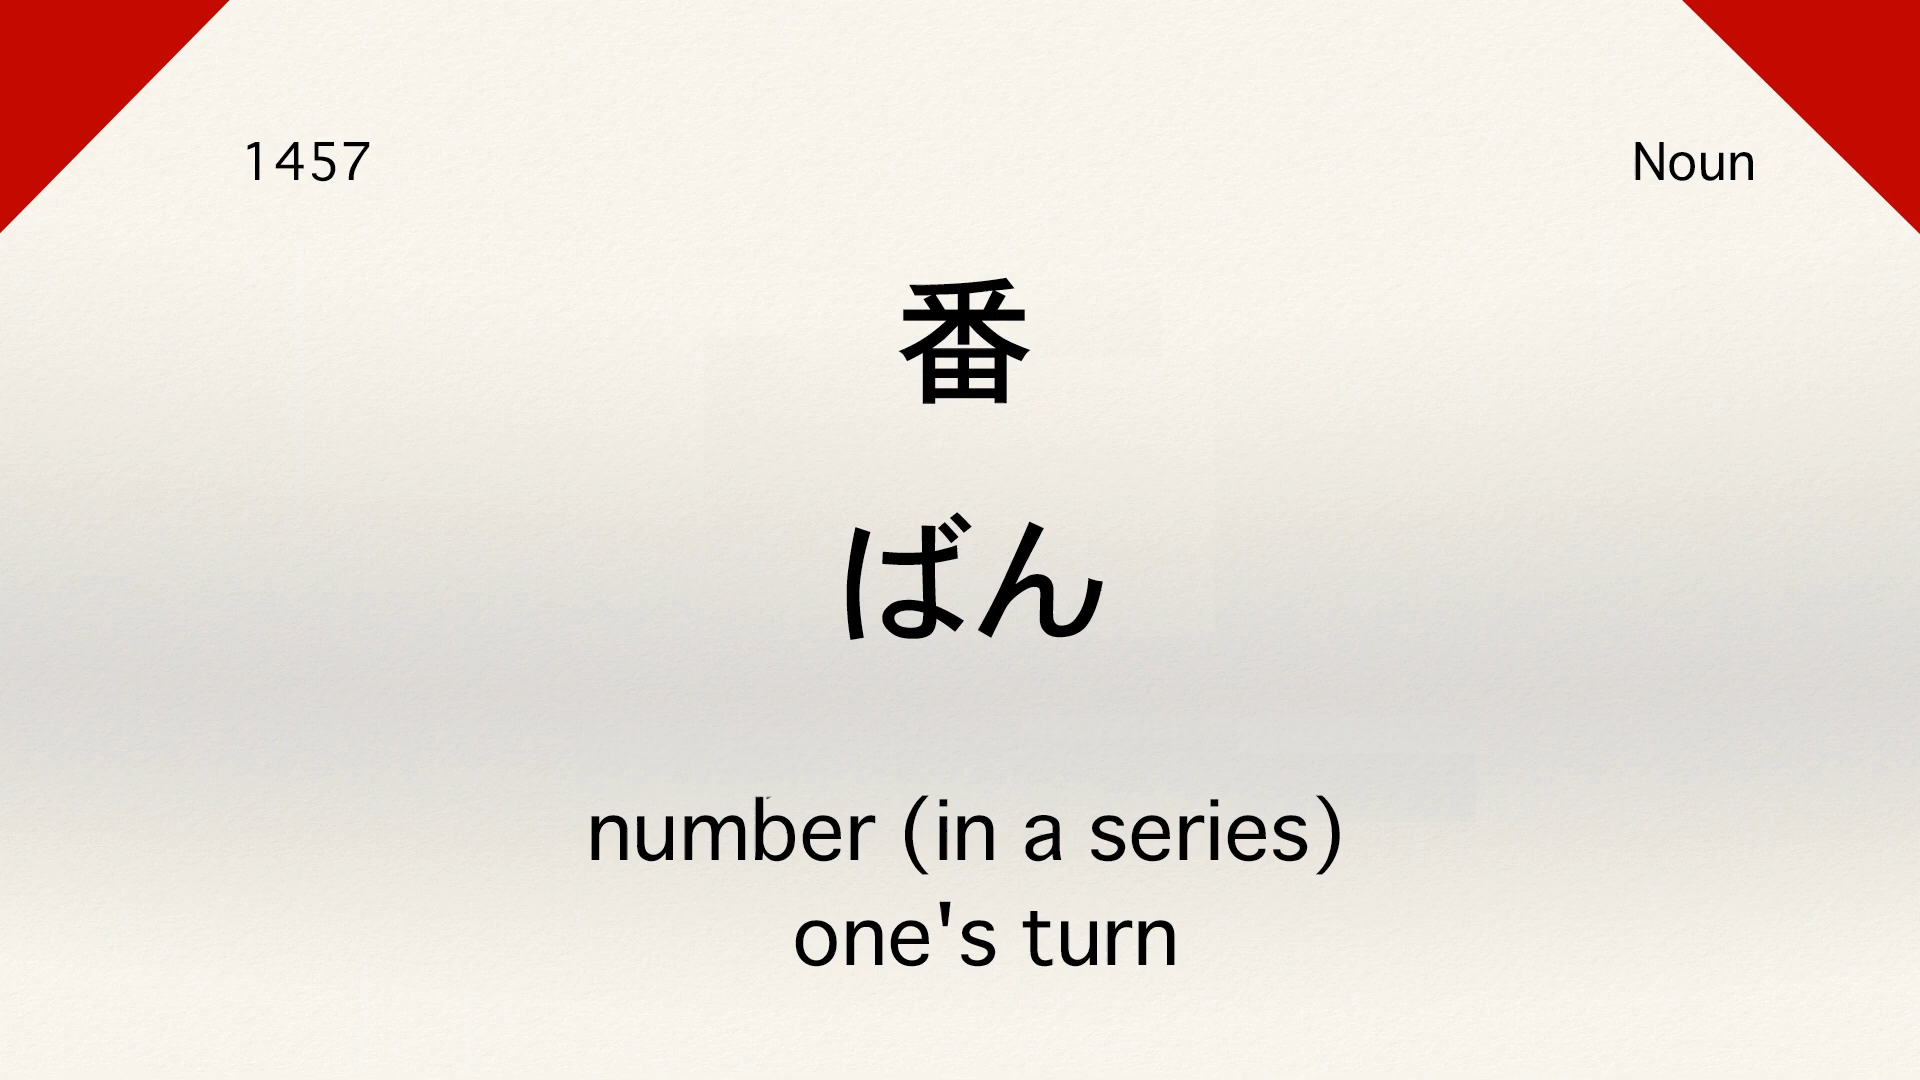 1457
Noun
番
ばん
number (in a series)
one's turn